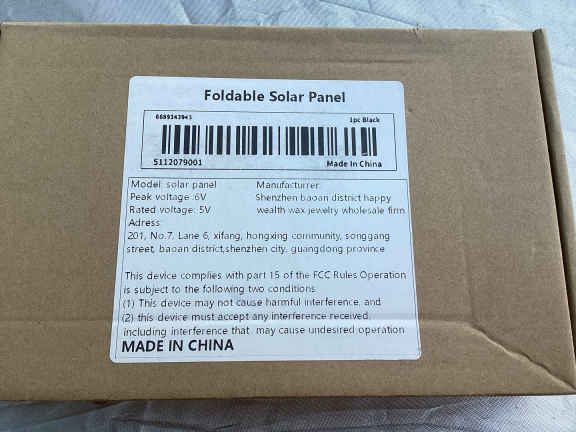 Foldable Solar Panel
6689343943
1pc Black
5112079001
Made In China
Model: solar panel
Peak voltage :6V
Rated voltage: 5V
Manufacturer:
Shenzhen baoan district happy
wealth wax jewelry wholesale firm
Adress:
201, No.7, Lane 6, xifang, hongxing community, songgang
street, baoan district,shenzhen city, guangdong province
This device complies with part 15 of the FCC Rules Operation
is subject to the following two conditions:
(1) This device may not cause harmful interference, and
(2) this device must accept any interference received,
including interference that may cause undesired operation
MADE IN CHINA